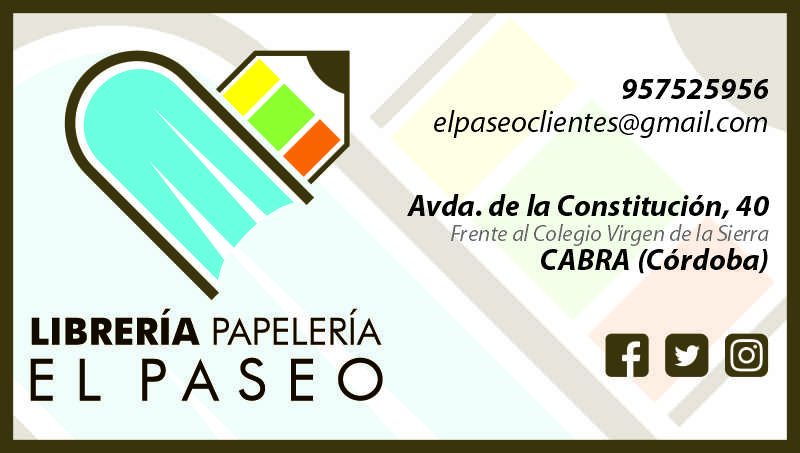 957525956
elpaseoclientes@gmail.com
Avda. de la Constitución, 40
Frente al Colegio Virgen de la Sierra
CABRA (Córdoba)
LIBRERÍA PAPELERÍA
EL PASEO